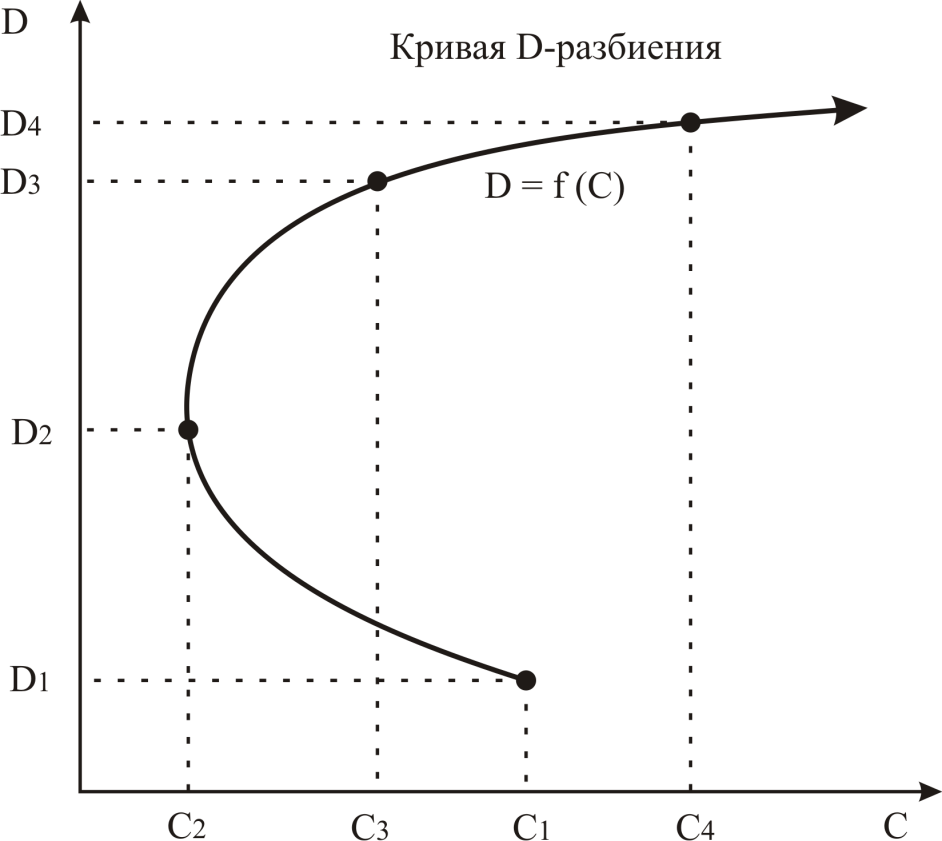 D
Кривая D-разбиения
D4
D3
D = f (C)
D2
D1
C2
C3
C1
C4
C